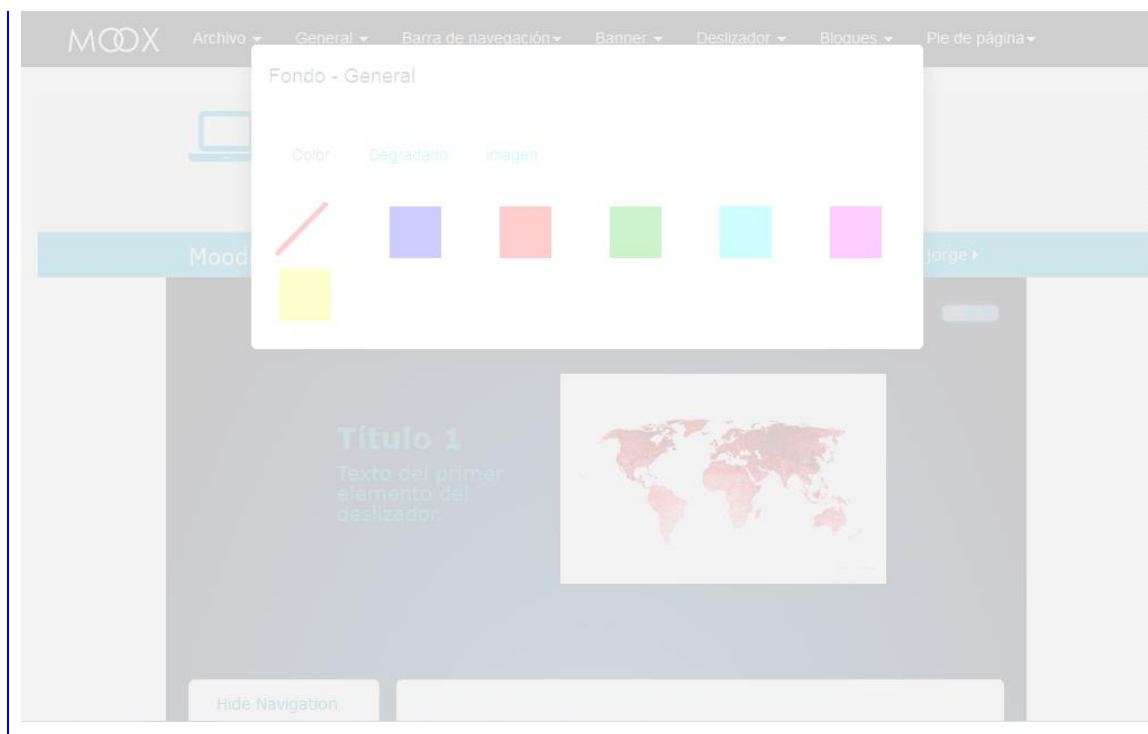 MOOX Archivo General Barra de navegación Banner Deslizador Bloques Pie de página
Fondo - General
Color Degradado Imagen
Mood
jorge
Título 1
Texto del primer
elemento del
deslizador.
Hide Navigation